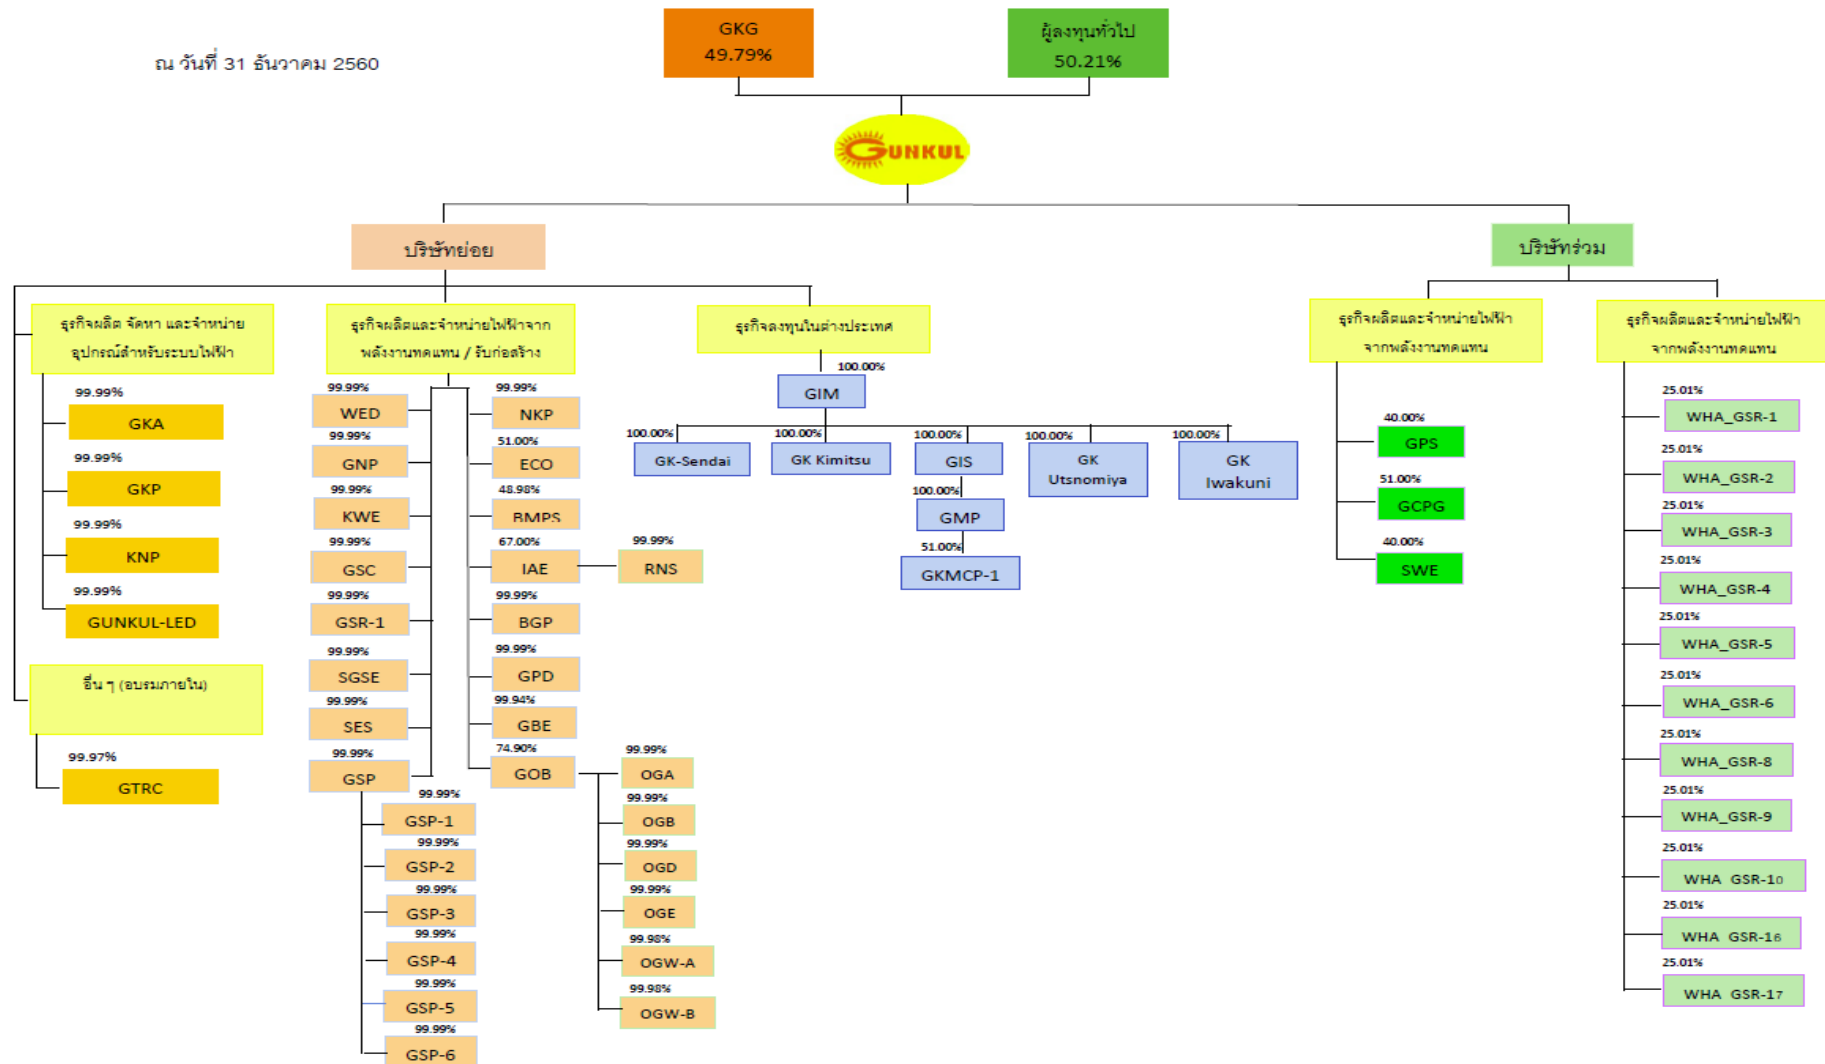 ณ วันที่ 31 ธันวาคม 2560
GKG
49.79%
ผู้ลงทุนทั่วไป
50.21%
GUNKUL
บริษัทย่อย
บริษัทร่วม
ธุรกิจผลิต จัดหา และจำหน่าย
อุปกรณ์สำหรับระบบไฟฟ้า
99.99%
GKA
99.99%
GKP
99.99%
KNP
99.99%
GUNKUL-LED
อื่น ๆ (อบรมภายใน)
99.97%
GTRC
ธุรกิจผลิตและจำหน่ายไฟฟ้าจาก
พลังงานทดแทน / รับก่อสร้าง
99.99%
WED
99.99%
GNP
99.99%
KWE
99.99%
GSC
99.99%
GSR-1
99.99%
SGSE
99.99%
SES
99.99%
GSP
99.99%
GSP-1
99.99%
GSP-2
99.99%
GSP-3
99.99%
GSP-4
99.99%
GSP-5
99.99%
GSP-6
99.99%
NKP
51.00%
ECO
48.98%
BMPS
67.00%
IAE
99.99%
RNS
99.99%
BGP
99.99%
GPD
99.94%
GBE
74.90%
GOB
99.99%
OGA
99.99%
OGB
99.99%
OGD
99.99%
OGE
99.98%
OGW-A
99.98%
OGW-B
ธุรกิจลงทุนในต่างประเทศ
100.00%
GIM
100.00%
GK-Sendai
100.00%
GK Kimitsu
100.00%
GIS
100.00%
GMP
51.00%
GKMCP-1
100.00%
GK
Utsnomiya
100.00%
GK
Iwakuni
ธุรกิจผลิตและจำหน่ายไฟฟ้า
จากพลังงานทดแทน
40.00%
GPS
51.00%
GCPG
40.00%
SWE
ธุรกิจผลิตและจำหน่ายไฟฟ้า
จากพลังงานทดแทน
25.01%
WHA_GSR-1
25.01%
WHA_GSR-2
25.01%
WHA_GSR-3
25.01%
WHA_GSR-4
25.01%
WHA_GSR-5
25.01%
WHA_GSR-6
25.01%
WHA_GSR-8
25.01%
WHA_GSR-9
25.01%
WHA GSR-10
25.01%
WHA GSR-16
25.01%
WHA GSR-17